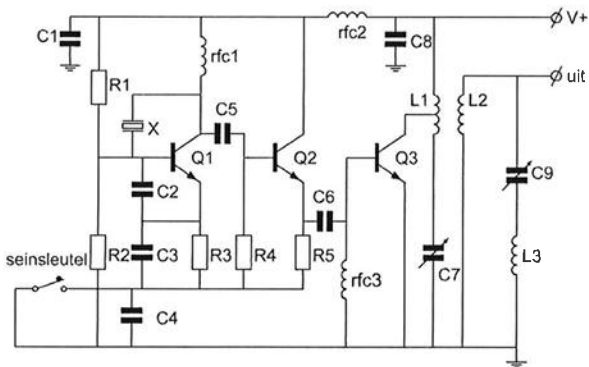 C1
rfc1
rfc2
C8
V+
uit
R1
X
C5
L1
L2
Q1
Q2
Q3
C9
C2
C6
seinsleutel
R2
C3
R3
R4
R5
rfc3
C7
L3
C4